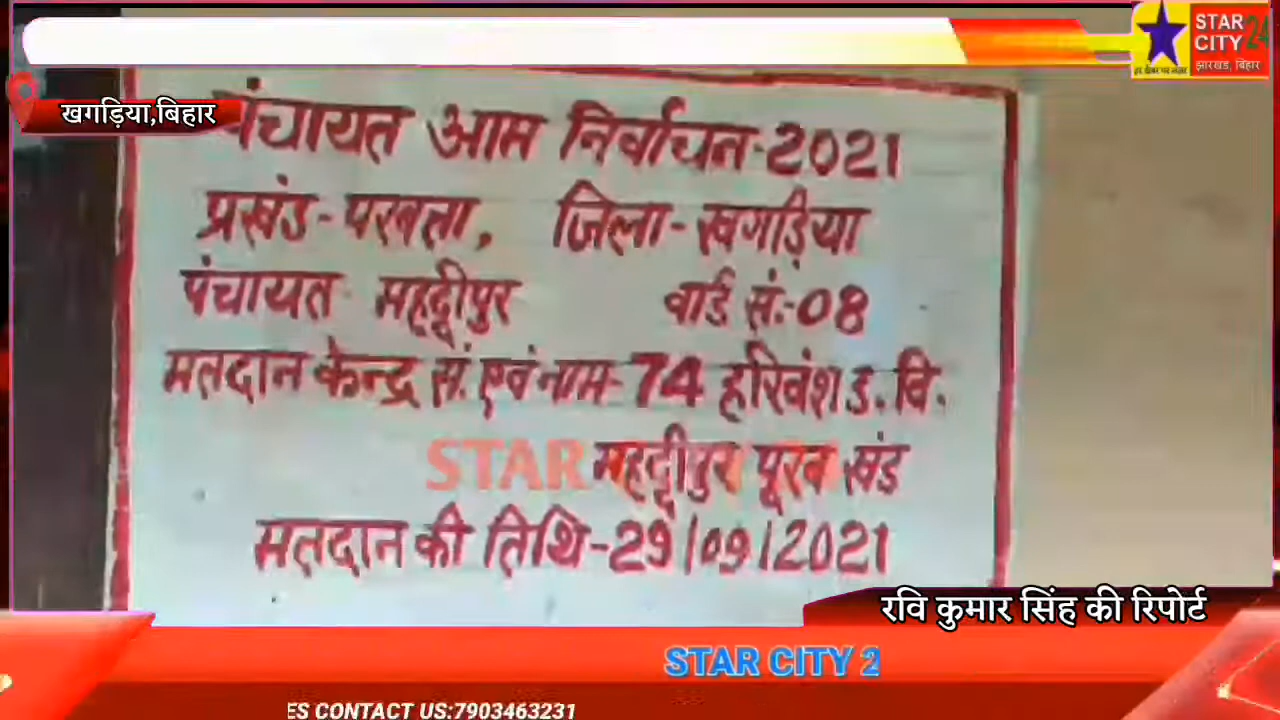 STAR
CITY 24
झारखंड, बिहार
खगड़िया,बिहार
पंचायत आम निर्वाचन-2021
प्रखंड-परबत्ता, जिला-खगड़िया
पंचायत- महद्दीपुर वार्ड सं.-08
मतदान केन्द्र सं. एवं नाम- 74 हरिवंश ड. वि.
STAR महद्दीपुर पूरब खंड
मतदान की तिथि-29/09/2021
रवि कुमार सिंह की रिपोर्ट
STAR CITY 2
ES CONTACT US:7903463231